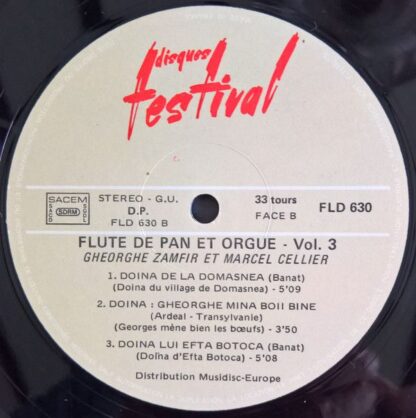 disques
festival
SACEM
SACD SDRM SGDL
STEREO - G.U.
D.P.
FLD 630 B
33 tours
FACE B
FLD 630
FLUTE DE PAN ET ORGUE - Vol. 3
GHEORGHE ZAMFIR ET MARCEL CELLIER
1. DOINA DE LA DOMASNEA (Banat)
(Doina du village de Domasnea) - 5'09
2. DOINA : GHEORGHE MINA BOII BINE
(Ardeal - Transylvanie)
(Georges mène bien les bœufs) - 3'50
3. DOINA LUI EFTA BOTOCA (Banat)
(Doïna d'Efta Botoca) - 5'08
Distribution Musidisc-Europe